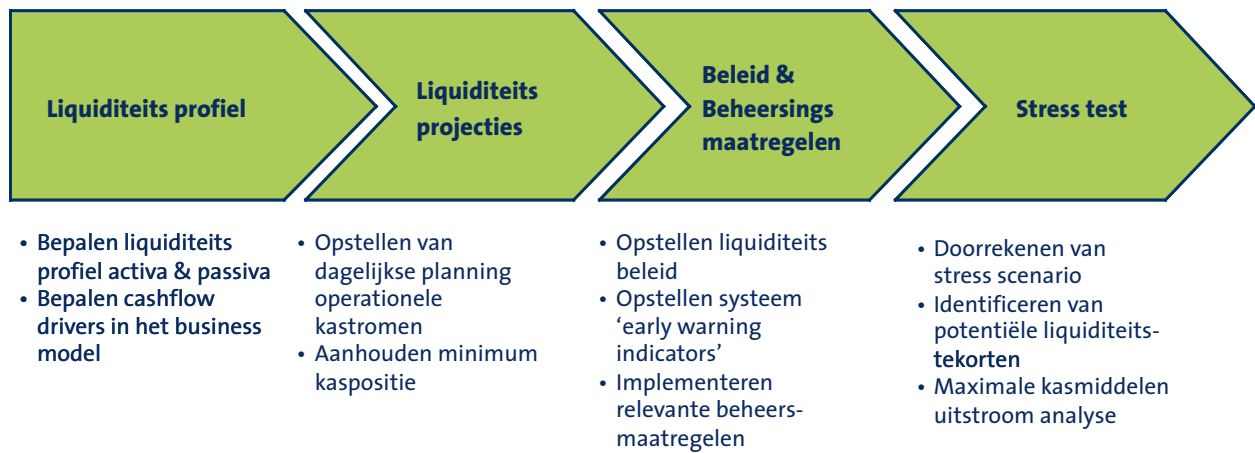 Liquiditeits profiel
Liquiditeits
projecties
Beleid &
Beheersings
maatregelen
Stress test
• Bepalen liquiditeits
profiel activa & passiva
• Bepalen cashflow
drivers in het business
model
• Opstellen van
dagelijkse planning
operationele
kastromen
• Aanhouden minimum
kaspositie
• Opstellen liquiditeits
beleid
• Opstellen systeem
‘early warning
indicators’
• Implementeren
relevante beheers-
maatregelen
• Doorrekenen van
stress scenario
• Identificeren van
potentiële liquiditeits-
tekorten
• Maximale kasmiddelen
uitstroom analyse